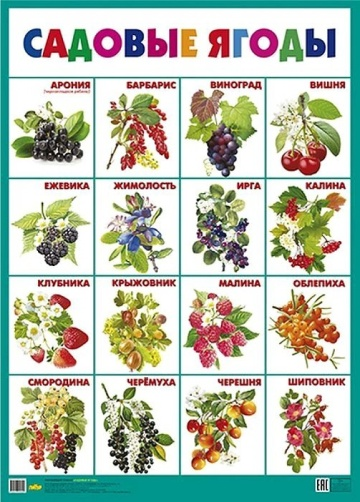 САДОВЫЕ ЯГОДЫ
АРОНИЯ
БАРБАРИС
ВИНОГРАД
ВИШНЯ
(Черноплодная рябина)
ЕЖЕВИКА
ЖИМОЛОСТЬ
ИРГА
КАЛИНА
КЛУБНИКА
КРЫЖОВНИК
МАЛИНА
ОБЛЕПИХА
СМОРОДИНА
ЧЕРЁМУХА
ЧЕРЕШНЯ
ШИПОВНИК
ЕАС